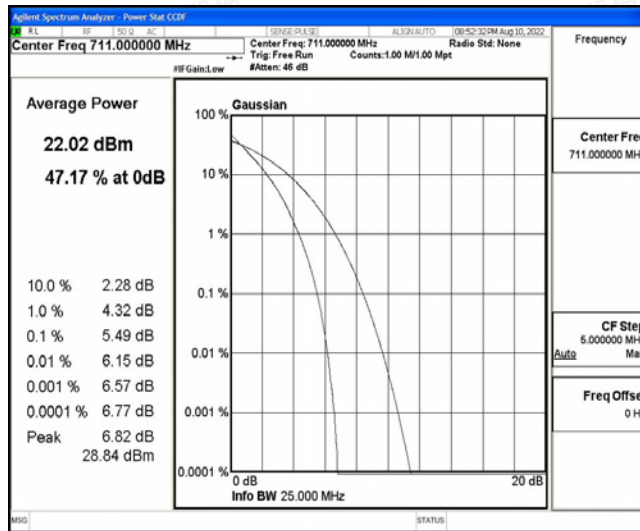 Agilent Spectrum Analyzer - Power Stat CCDF
RL RF 50 Ω AC SENSE:PULSE ALIGN AUTO 08:52:32 PM Aug 10, 2022
Center Freq 711.000000 MHz
Center Freq: 711.000000 MHz Radio Std: None
Trig: Free Run Counts:1.00 M/1.00 Mpt
#IFGain:Low #Atten: 46 dB
Frequency
Average Power
22.02 dBm
47.17 % at 0dB
10.0 % 2.28 dB
1.0 % 4.32 dB
0.1 % 5.49 dB
0.01 % 6.15 dB
0.001 % 6.57 dB
0.0001 % 6.77 dB
Peak 6.82 dB
28.84 dBm
Gaussian
100 %
10 %
1 %
0.1 %
0.01 %
0.001 %
0.0001 %
0 dB 20 dB
Info BW 25.000 MHz
Center Fre
711.000000 MH
CF Step
5.000000 MH
Auto Ma
Freq Offse
0 H
MSG STATUS